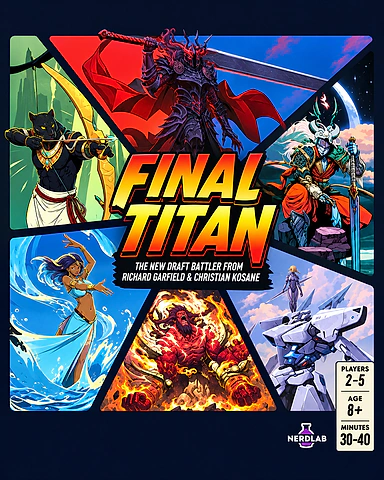 FINAL
TITAN
THE NEW DRAFT BATTLER FROM
RICHARD GARFIELD & CHRISTIAN KOSANE
PLAYERS
2-5
AGE
8+
MINUTES
30-40
NERDLAB